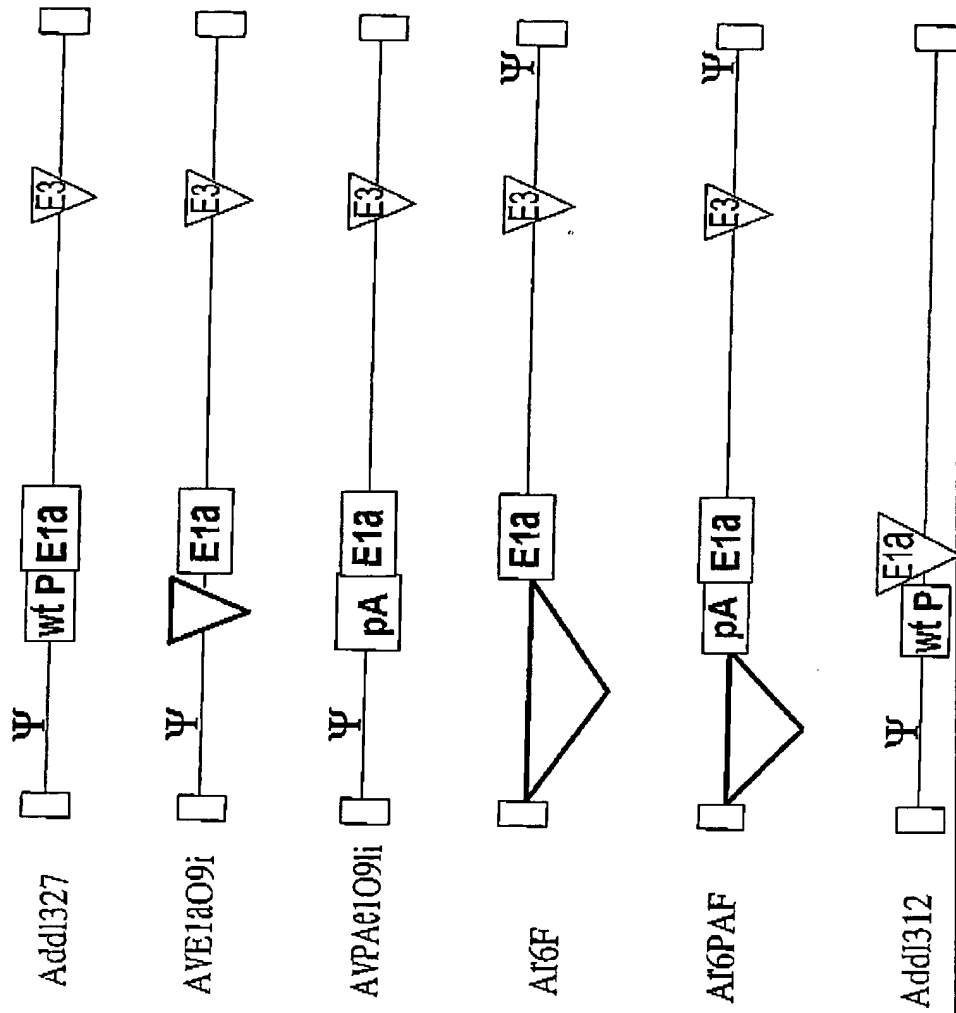 Addl327 Ψ wt P E1a E3
AVE1aO9i Ψ E1a E3
AVPAe1O9li Ψ pA E1a E3
Ar6F E1a E3 Ψ
Ar6PAF pA E1a E3 Ψ
Addl312 Ψ wt P E1a